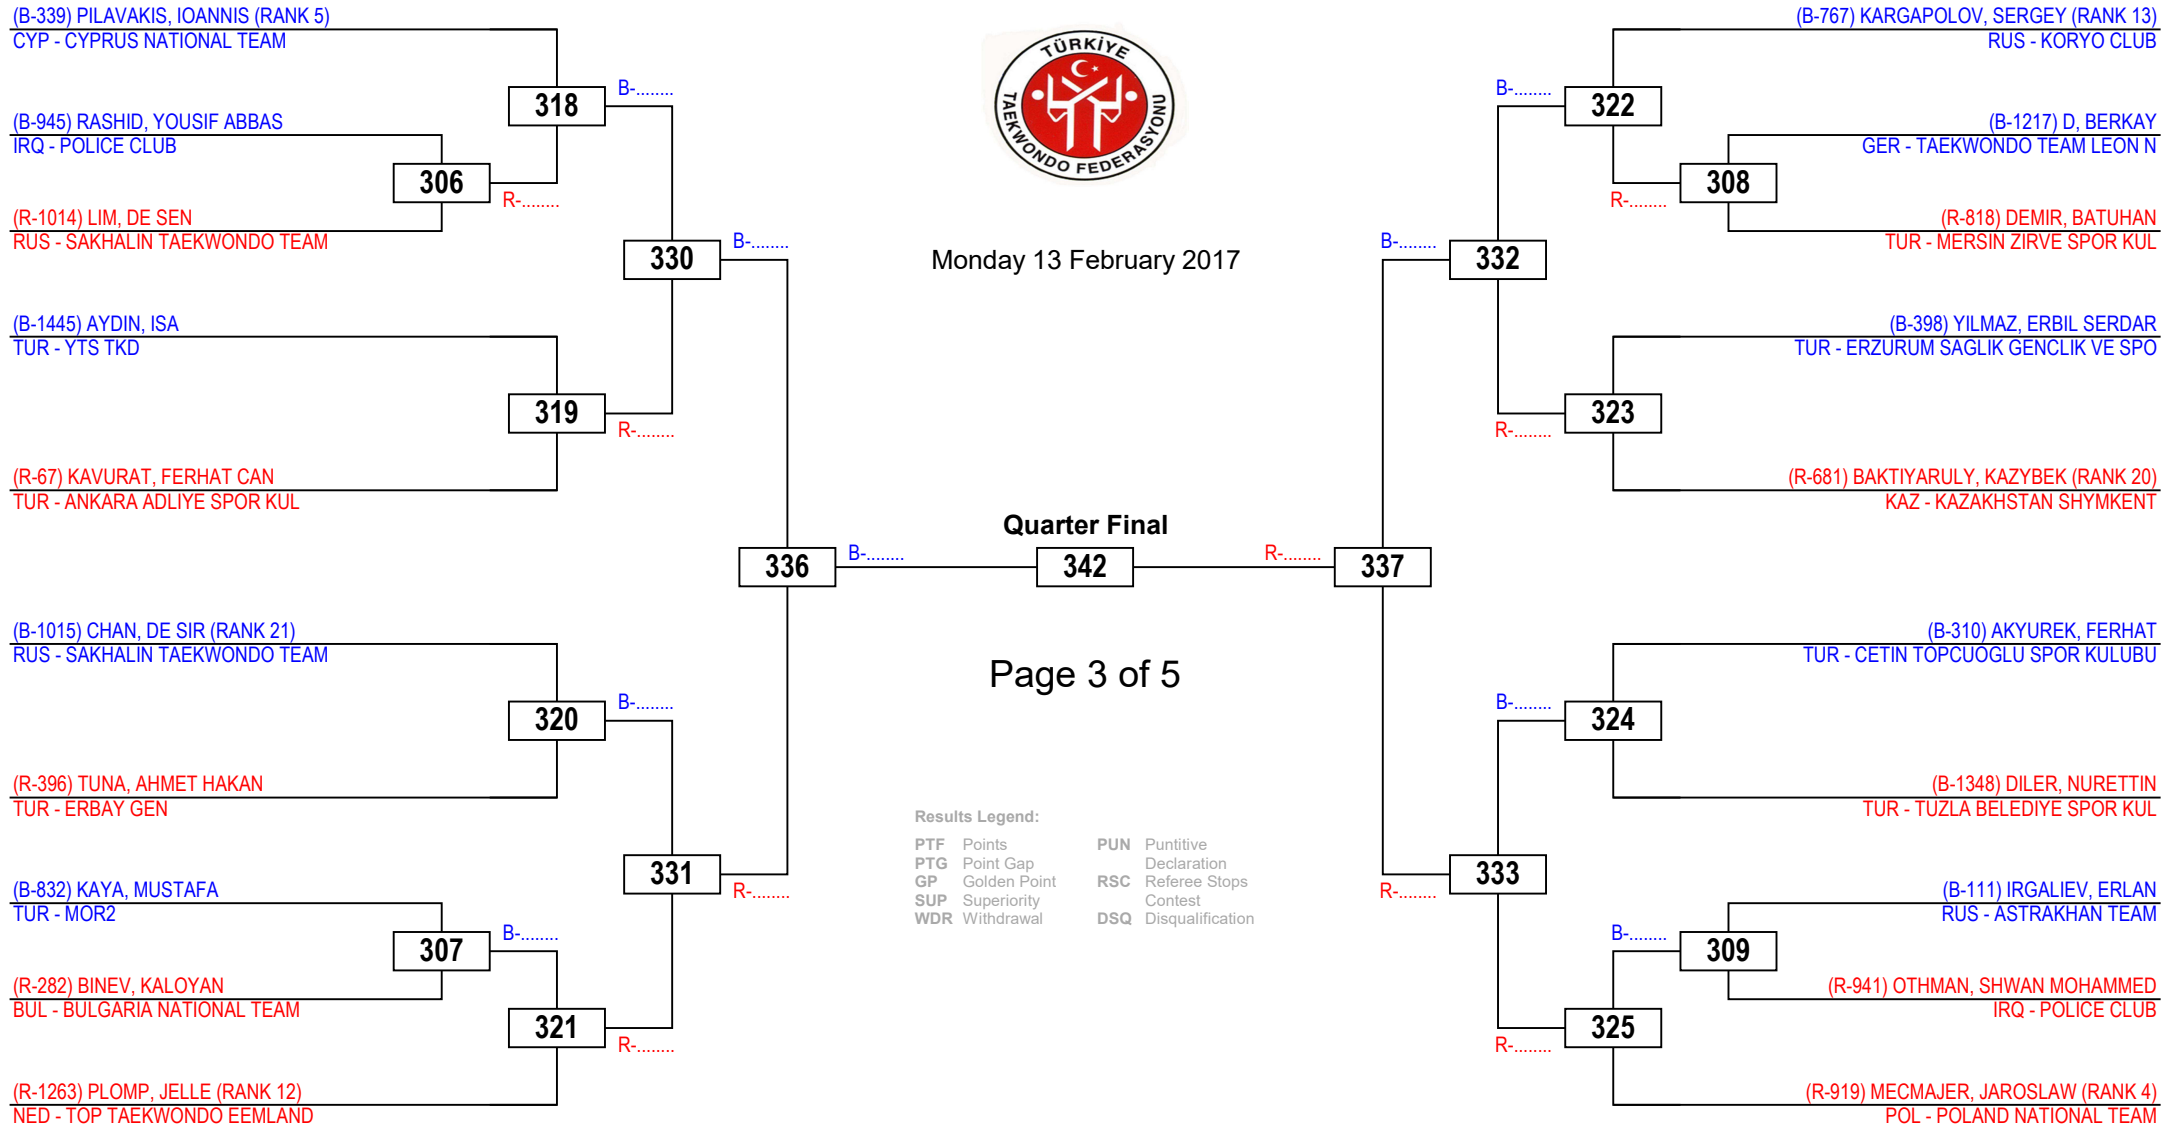 (B-339) PILAVAKIS, IOANNIS (RANK 5)
CYP - CYPRUS NATIONAL TEAM
318
B-........
(B-945) RASHID, YOUSIF ABBAS
IRQ - POLICE CLUB
306
R-........
(R-1014) LIM, DE SEN
RUS - SAKHALIN TAEKWONDO TEAM
330
B-........
(B-1445) AYDIN, ISA
TUR - YTS TKD
319
R-........
(R-67) KAVURAT, FERHAT CAN
TUR - ANKARA ADLIYE SPOR KUL
336
B-........
(B-1015) CHAN, DE SIR (RANK 21)
RUS - SAKHALIN TAEKWONDO TEAM
320
B-........
(R-396) TUNA, AHMET HAKAN
TUR - ERBAY GEN
331
R-........
(B-832) KAYA, MUSTAFA
TUR - MOR2
307
B-........
(R-282) BINEV, KALOYAN
BUL - BULGARIA NATIONAL TEAM
321
R-........
(R-1263) PLOMP, JELLE (RANK 12)
NED - TOP TAEKWONDO EEMLAND
TÜRKİYE
TAEKWONDO FEDERASYONU
Monday 13 February 2017
Quarter Final
342
Page 3 of 5
Results Legend:
PTF Points
PTG Point Gap
GP Golden Point
SUP Superiority
WDR Withdrawal
PUN Puntitive
Declaration
RSC Referee Stops
Contest
DSQ Disqualification
(B-767) KARGAPOLOV, SERGEY (RANK 13)
RUS - KORYO CLUB
B-........
322
(B-1217) D, BERKAY
GER - TAEKWONDO TEAM LEON N
R-........
308
(R-818) DEMIR, BATUHAN
TUR - MERSIN ZIRVE SPOR KUL
B-........
332
(B-398) YILMAZ, ERBIL SERDAR
TUR - ERZURUM SAGLIK GENCLIK VE SPO
R-........
323
(R-681) BAKTIYARULY, KAZYBEK (RANK 20)
KAZ - KAZAKHSTAN SHYMKENT
R-........
337
(B-310) AKYUREK, FERHAT
TUR - CETIN TOPCUOGLU SPOR KULUBU
B-........
324
(B-1348) DILER, NURETTIN
TUR - TUZLA BELEDIYE SPOR KUL
R-........
333
(B-111) IRGALIEV, ERLAN
RUS - ASTRAKHAN TEAM
B-........
309
(R-941) OTHMAN, SHWAN MOHAMMED
IRQ - POLICE CLUB
R-........
325
(R-919) MECMAJER, JAROSLAW (RANK 4)
POL - POLAND NATIONAL TEAM